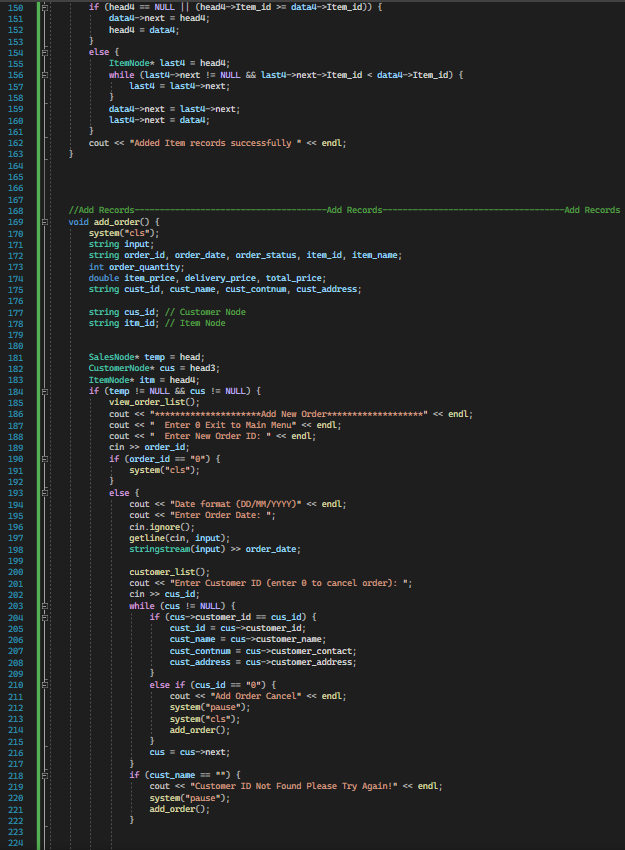 150 if (head4 == NULL || (head4->Item_id >= data4->Item_id)) {
151 data4->next = head4;
152 head4 = data4;
153 }
154 else {
155 ItemNode* last4 = head4;
156 while (last4->next != NULL && last4->next->Item_id < data4->Item_id) {
157 last4 = last4->next;
158 }
159 data4->next = last4->next;
160 last4->next = data4;
161 }
162 cout << "Added Item records successfully " << endl;
163 }
164
165
166
167
168 //Add Records--------------------------------------Add Records------------------------------------Add Records
169 void add_order() {
170 system("cls");
171 string input;
172 string order_id, order_date, order_status, item_id, item_name;
173 int order_quantity;
174 double item_price, delivery_price, total_price;
175 string cust_id, cust_name, cust_contnum, cust_address;
176
177 string cus_id; // Customer Node
178 string itm_id; // Item Node
179
180
181 SalesNode* temp = head;
182 CustomerNode* cus = head3;
183 ItemNode* itm = head4;
184 if (temp != NULL && cus != NULL) {
185 view_order_list();
186 cout << "*********************Add New Order*******************" << endl;
187 cout << "  Enter 0 Exit to Main Menu" << endl;
188 cout << "  Enter New Order ID: " << endl;
189 cin >> order_id;
190 if (order_id == "0") {
191 system("cls");
192 }
193 else {
194 cout << "Date format (DD/MM/YYYY)" << endl;
195 cout << "Enter Order Date: ";
196 cin.ignore();
197 getline(cin, input);
198 stringstream(input) >> order_date;
199
200 customer_list();
201 cout << "Enter Customer ID (enter 0 to cancel order): ";
202 cin >> cus_id;
203 while (cus != NULL) {
204 if (cus->customer_id == cus_id) {
205 cust_id = cus->customer_id;
206 cust_name = cus->customer_name;
207 cust_contnum = cus->customer_contact;
208 cust_address = cus->customer_address;
209 }
210 else if (cus_id == "0") {
211 cout << "Add Order Cancel" << endl;
212 system("pause");
213 system("cls");
214 add_order();
215 }
216 cus = cus->next;
217 }
218 if (cust_name == "") {
219 cout << "Customer ID Not Found Please Try Again!" << endl;
220 system("pause");
221 add_order();
222 }
223
224